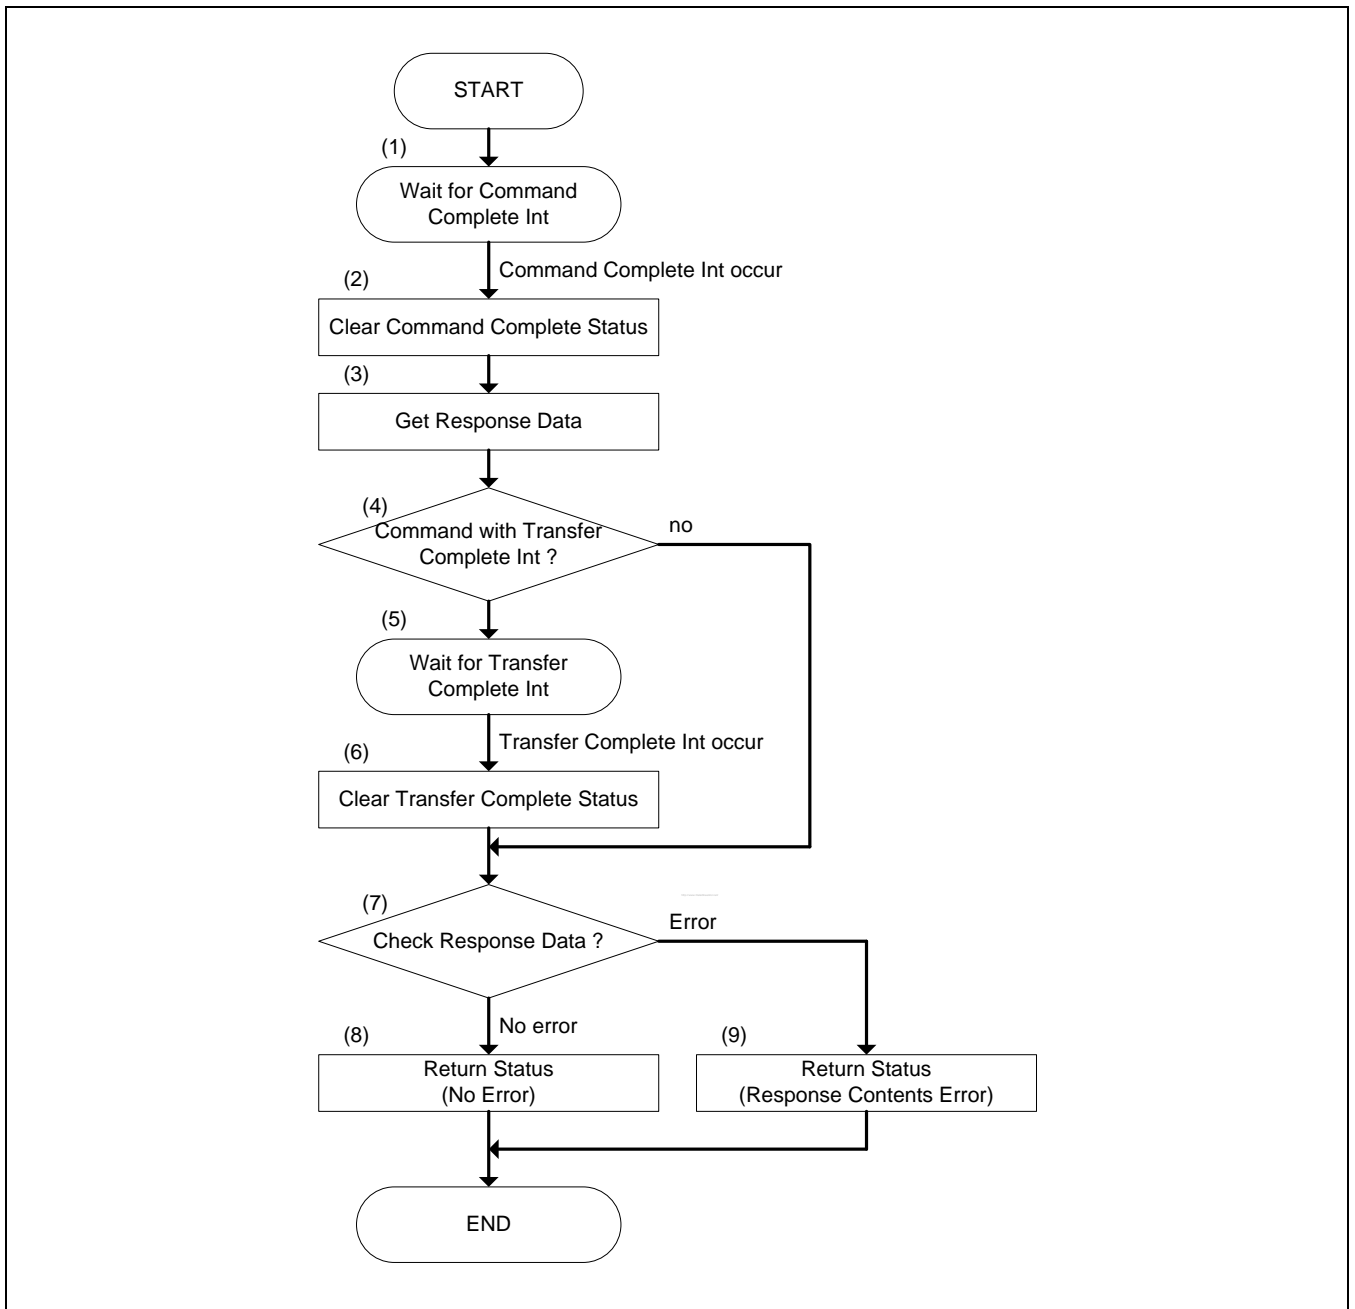 START
(1)
Wait for Command
Complete Int
Command Complete Int occur
(2)
Clear Command Complete Status
(3)
Get Response Data
(4)
Command with Transfer
Complete Int ?
no
(5)
Wait for Transfer
Complete Int
Transfer Complete Int occur
(6)
Clear Transfer Complete Status
(7)
Check Response Data ?
Error
No error
(8)
Return Status
(No Error)
(9)
Return Status
(Response Contents Error)
END